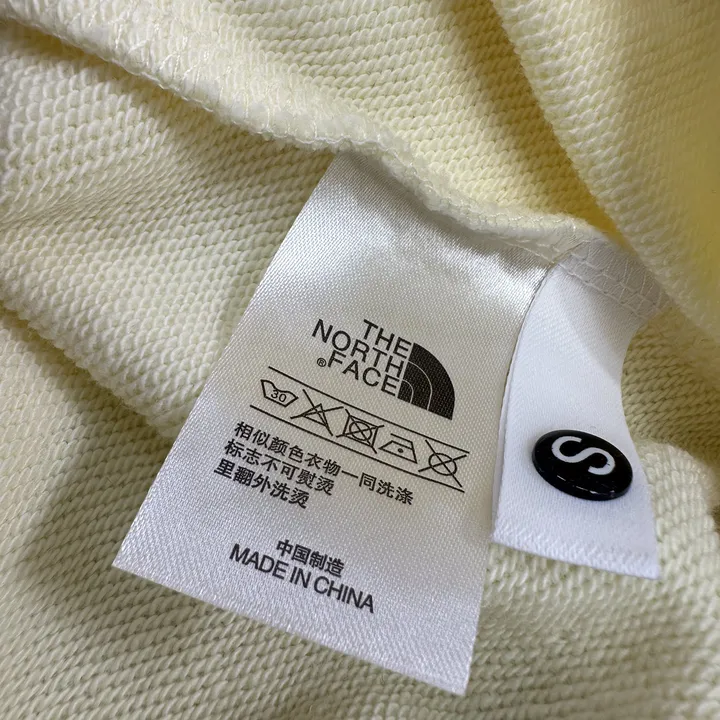 THE
NORTH
®FACE
30
相似颜色衣物一同洗涤
标志不可熨烫
里翻外洗烫
中国制造
MADE IN CHINA
S